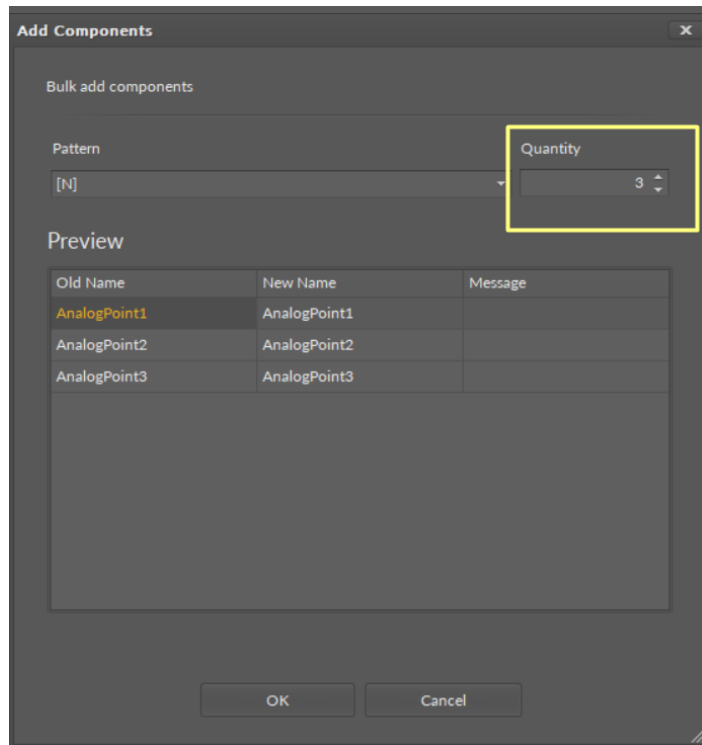 Add Components
Bulk add components
Pattern Quantity
[N] 3
Preview
Old Name New Name Message
AnalogPoint1 AnalogPoint1
AnalogPoint2 AnalogPoint2
AnalogPoint3 AnalogPoint3
OK Cancel